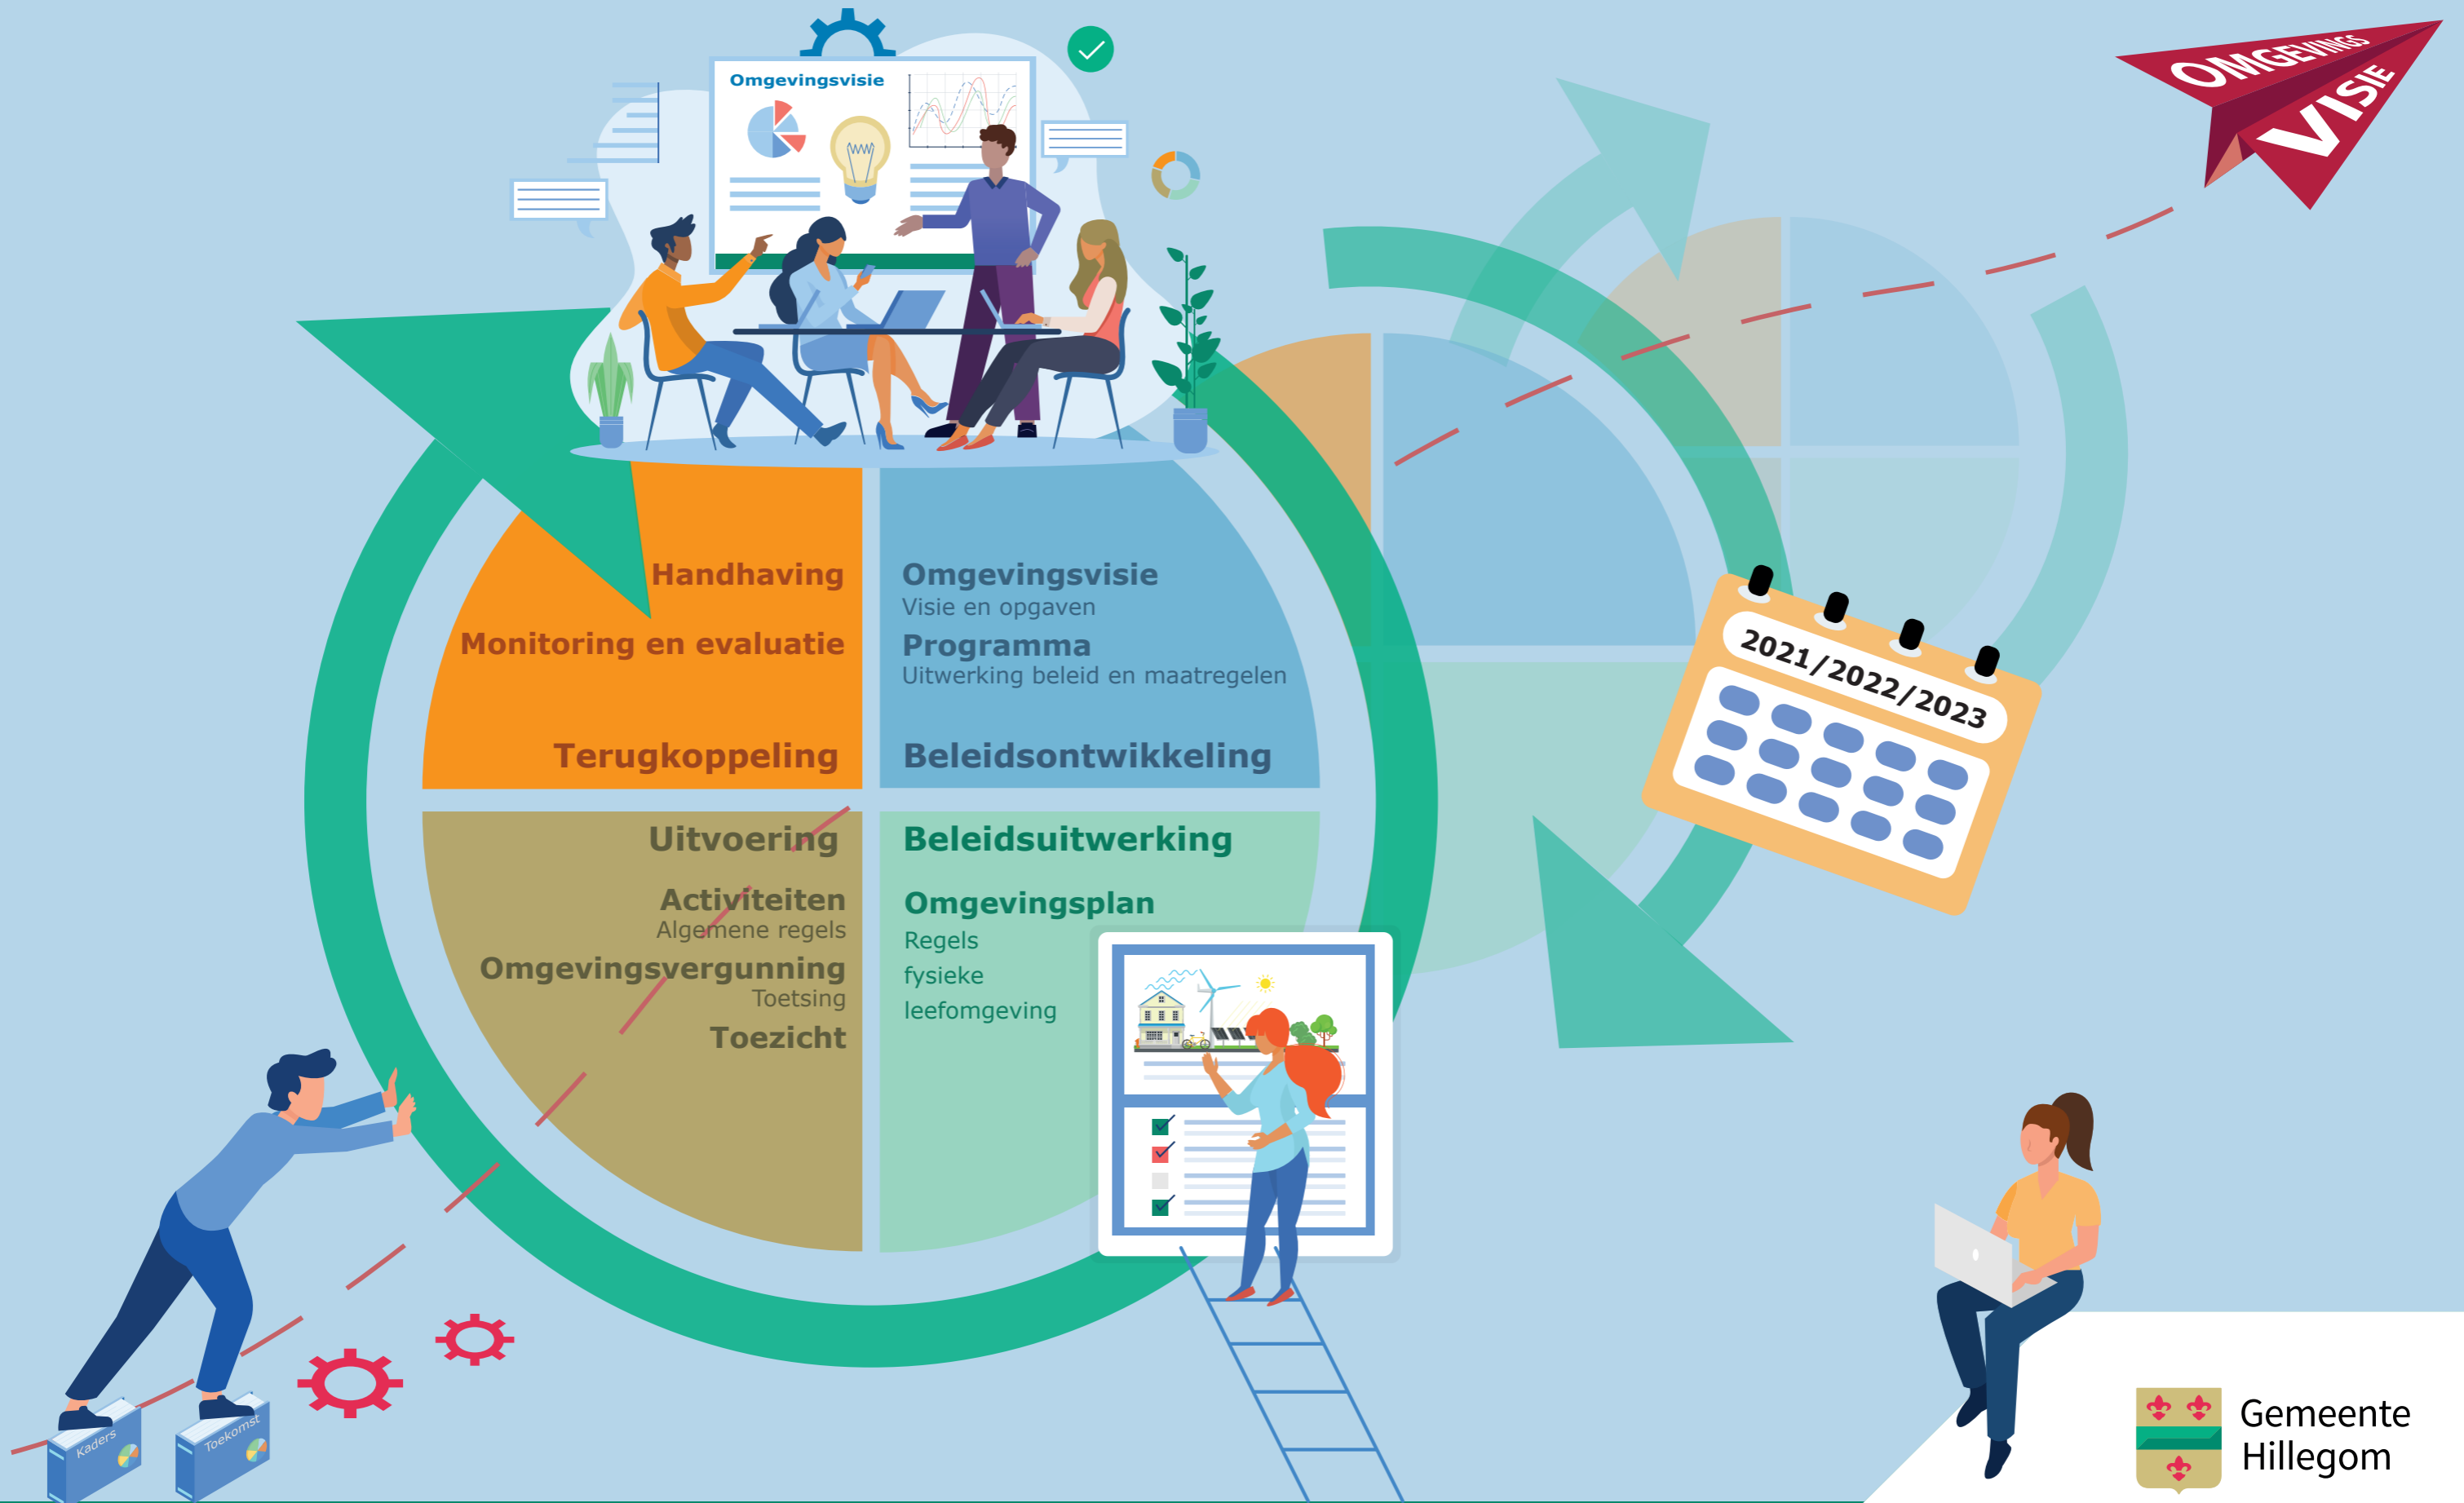 Omgevingsvisie
OMGEVINGS
VISIE
Handhaving
Monitoring en evaluatie
Terugkoppeling
Omgevingsvisie
Visie en opgaven
Programma
Uitwerking beleid en maatregelen
Beleidsontwikkeling
2021/2022/2023
Uitvoering
Activiteiten
Algemene regels
Omgevingsvergunning
Toetsing
Toezicht
Beleidsuitwerking
Omgevingsplan
Regels
fysieke
leefomgeving
Kaders
Toekomst
Gemeente
Hillegom